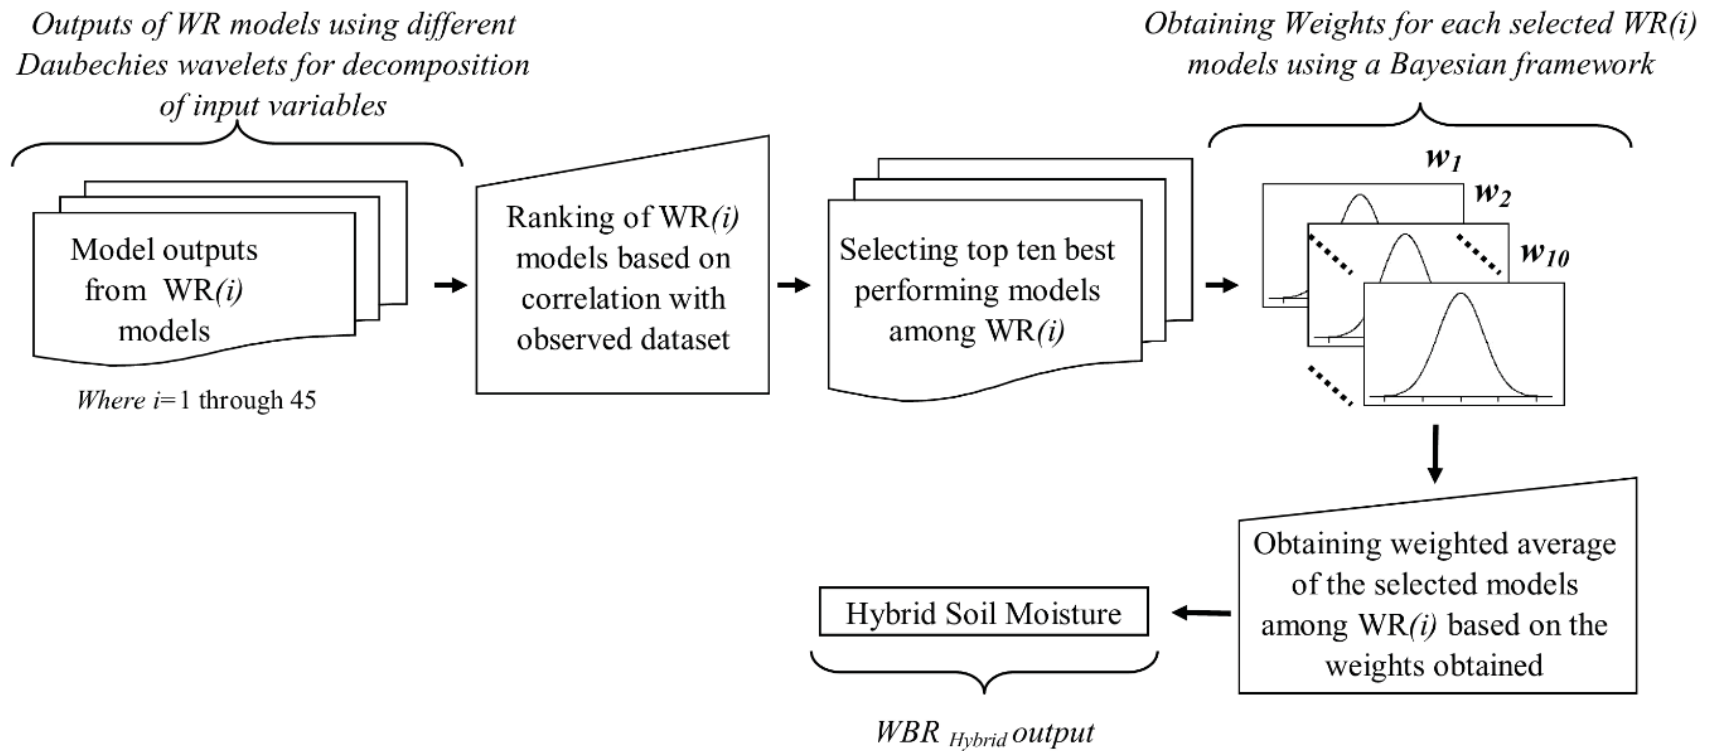 Outputs of WR models using different
Daubechies wavelets for decomposition
of input variables
Model outputs
from WR(i)
models
Where i=1 through 45
Ranking of WR(i)
models based on
correlation with
observed dataset
Selecting top ten best
performing models
among WR(i)
Obtaining Weights for each selected WR(i)
models using a Bayesian framework
w1
w2
w10
Obtaining weighted average
of the selected models
among WR(i) based on the
weights obtained
Hybrid Soil Moisture
WBR Hybrid output